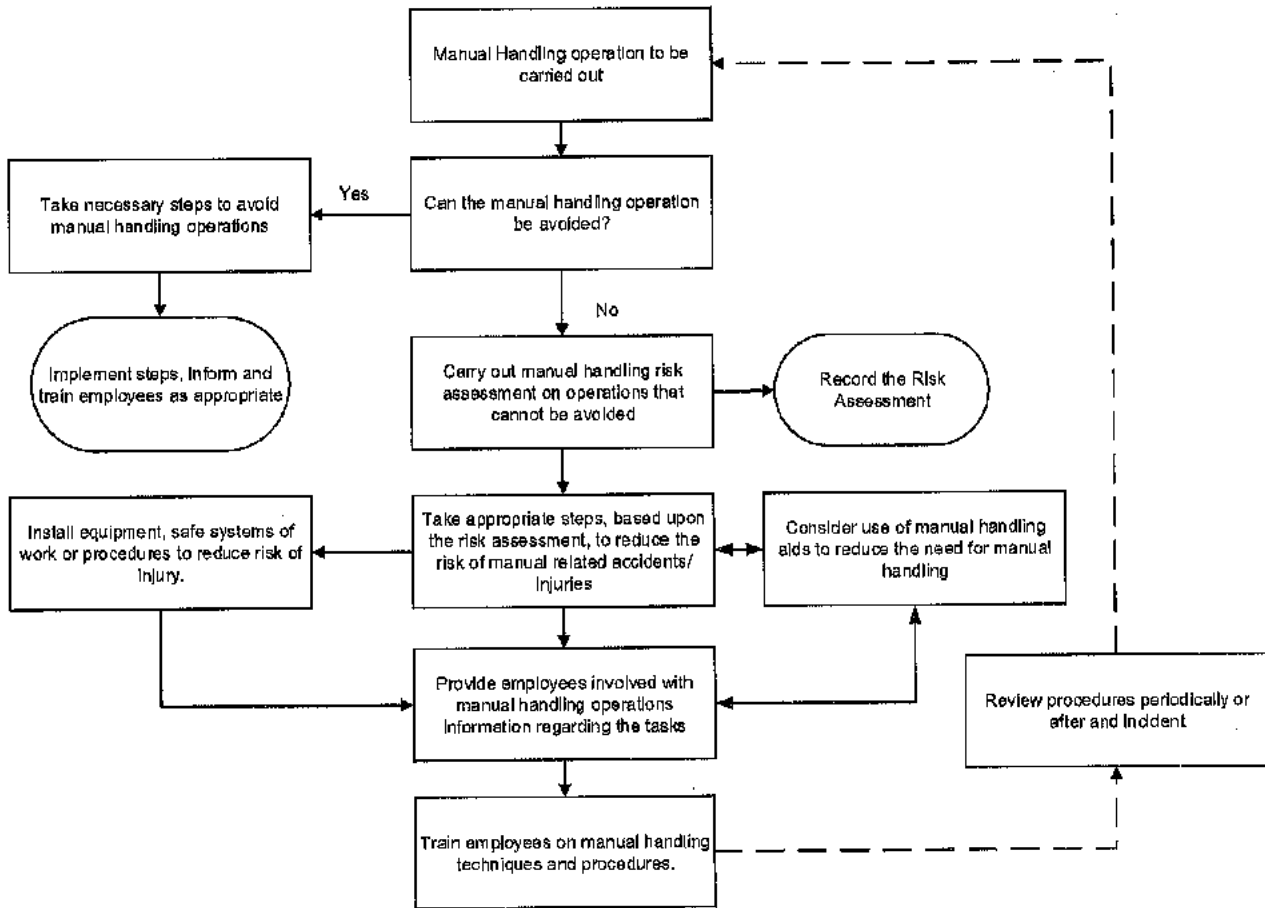 Manual Handling operation to be
carried out
Yes
Take necessary steps to avoid
manual handling operations
Can the manual handling operation
be avoided?
No
Implement steps, Inform and
train employees as appropriate
Carry out manual handling risk
assessment on operations that
cannot be avoided
Record the Risk
Assessment
Install equipment, safe systems of
work or procedures to reduce risk of
Injury.
Take appropriate steps, based upon
the risk assessment, to reduce the
risk of manual related accidents/
Injuries
Consider use of manual handling
aids to reduce the need for manual
handling
Provide employees involved with
manual handling operations
Information regarding the tasks
Review procedures periodically or
after and Incident
Train employees on manual handling
techniques and procedures.